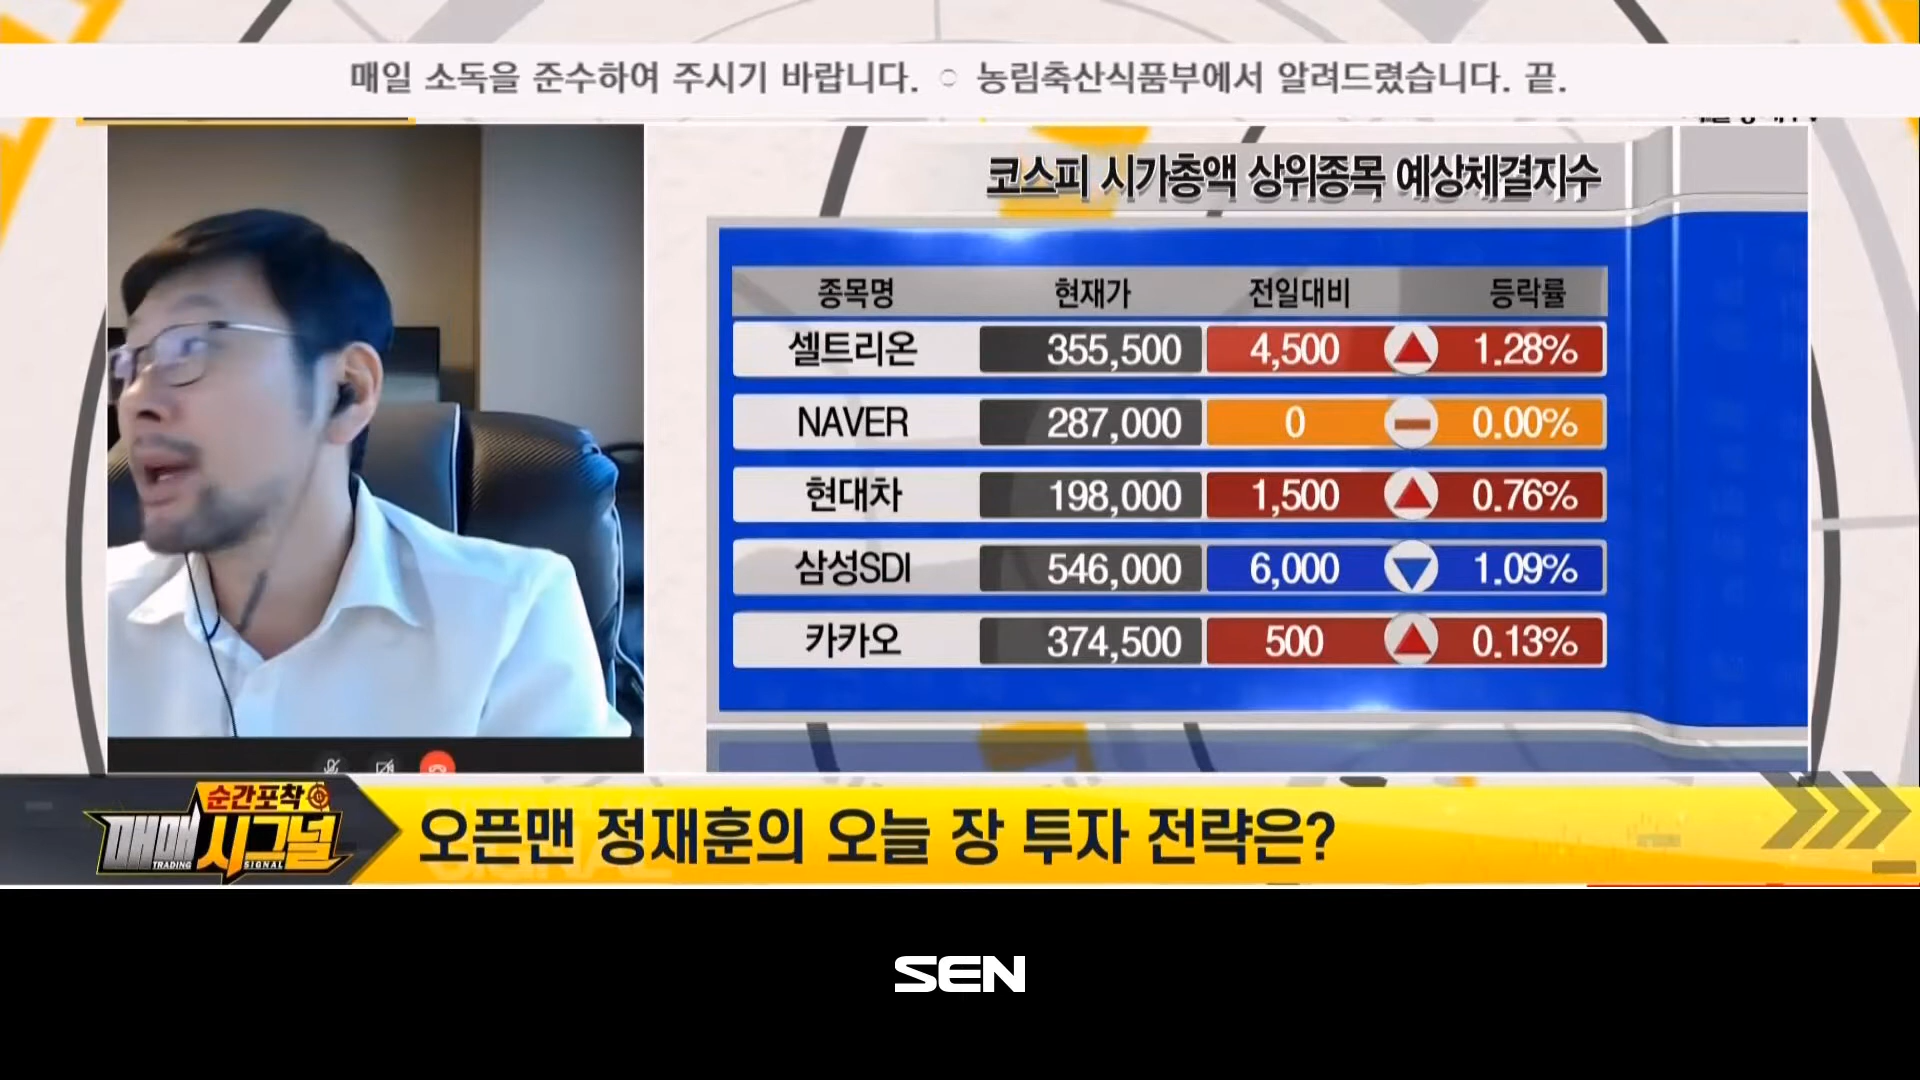 매일 소독을 준수하여 주시기 바랍니다. ○ 농림축산식품부에서 알려드렸습니다. 끝.
코스피 시가총액 상위종목 예상체결지수
종목명 현재가 전일대비 등락률
셀트리온 355,500 4,500 ▲ 1.28%
NAVER 287,000 0 - 0.00%
현대차 198,000 1,500 ▲ 0.76%
삼성SDI 546,000 6,000 ▼ 1.09%
카카오 374,500 500 ▲ 0.13%
순간포착
매매 시그널
TRADING SIGNAL
오픈맨 정재훈의 오늘 장 투자 전략은?
SEN